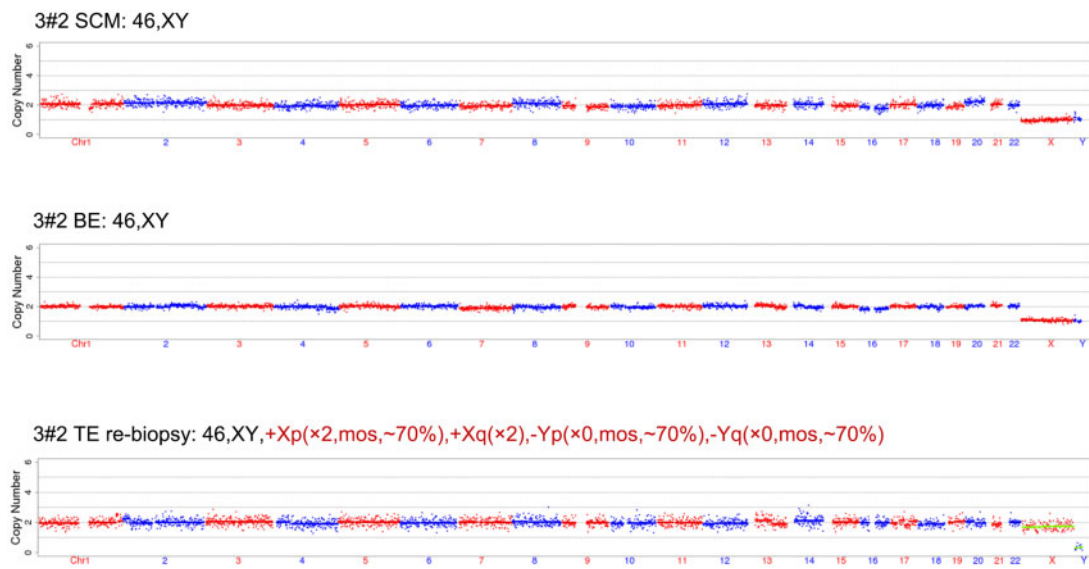 3#2 SCM: 46,XY
6
4
2
0
Copy Number
Chr1 2 3 4 5 6 7 8 9 10 11 12 13 14 15 16 17 18 19 20 21 22 X Y
3#2 BE: 46,XY
6
4
2
0
Copy Number
Chr1 2 3 4 5 6 7 8 9 10 11 12 13 14 15 16 17 18 19 20 21 22 X Y
3#2 TE re-biopsy: 46,XY,+Xp(×2,mos,~70%),+Xq(×2),-Yp(×0,mos,~70%),-Yq(×0,mos,~70%)
6
4
2
0
Copy Number
Chr1 2 3 4 5 6 7 8 9 10 11 12 13 14 15 16 17 18 19 20 21 22 X Y